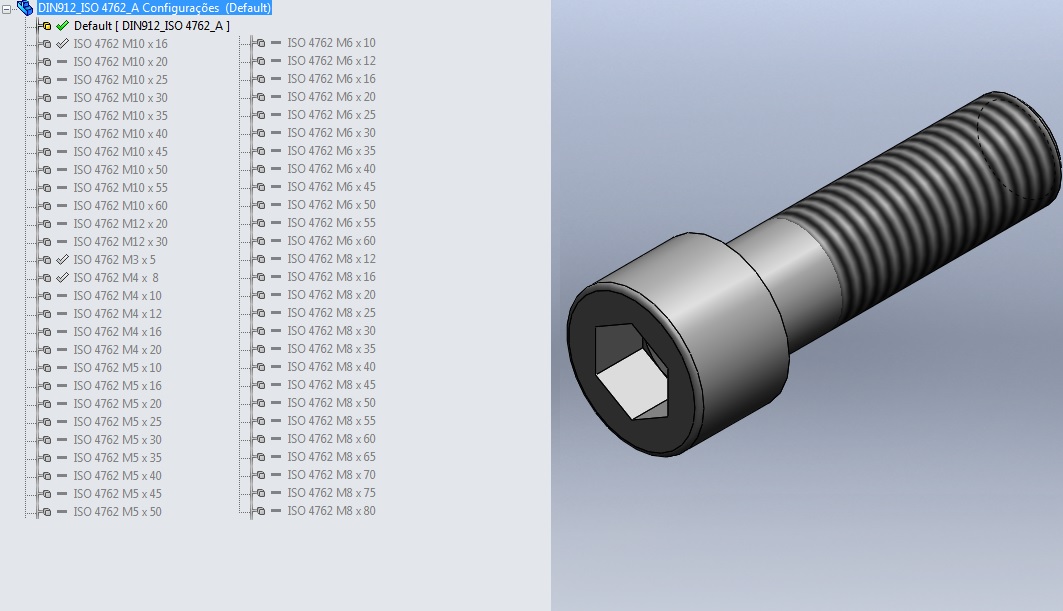 DIN912_ISO 4762_A Configurações (Default)
Default [ DIN912_ISO 4762_A ]
ISO 4762 M10 x 16
ISO 4762 M10 x 20
ISO 4762 M10 x 25
ISO 4762 M10 x 30
ISO 4762 M10 x 35
ISO 4762 M10 x 40
ISO 4762 M10 x 45
ISO 4762 M10 x 50
ISO 4762 M10 x 55
ISO 4762 M10 x 60
ISO 4762 M12 x 20
ISO 4762 M12 x 30
ISO 4762 M3 x 5
ISO 4762 M4 x 8
ISO 4762 M4 x 10
ISO 4762 M4 x 12
ISO 4762 M4 x 16
ISO 4762 M4 x 20
ISO 4762 M5 x 10
ISO 4762 M5 x 16
ISO 4762 M5 x 20
ISO 4762 M5 x 25
ISO 4762 M5 x 30
ISO 4762 M5 x 35
ISO 4762 M5 x 40
ISO 4762 M5 x 45
ISO 4762 M5 x 50
ISO 4762 M6 x 10
ISO 4762 M6 x 12
ISO 4762 M6 x 16
ISO 4762 M6 x 20
ISO 4762 M6 x 25
ISO 4762 M6 x 30
ISO 4762 M6 x 35
ISO 4762 M6 x 40
ISO 4762 M6 x 45
ISO 4762 M6 x 50
ISO 4762 M6 x 55
ISO 4762 M6 x 60
ISO 4762 M8 x 12
ISO 4762 M8 x 16
ISO 4762 M8 x 20
ISO 4762 M8 x 25
ISO 4762 M8 x 30
ISO 4762 M8 x 35
ISO 4762 M8 x 40
ISO 4762 M8 x 45
ISO 4762 M8 x 50
ISO 4762 M8 x 55
ISO 4762 M8 x 60
ISO 4762 M8 x 65
ISO 4762 M8 x 70
ISO 4762 M8 x 75
ISO 4762 M8 x 80